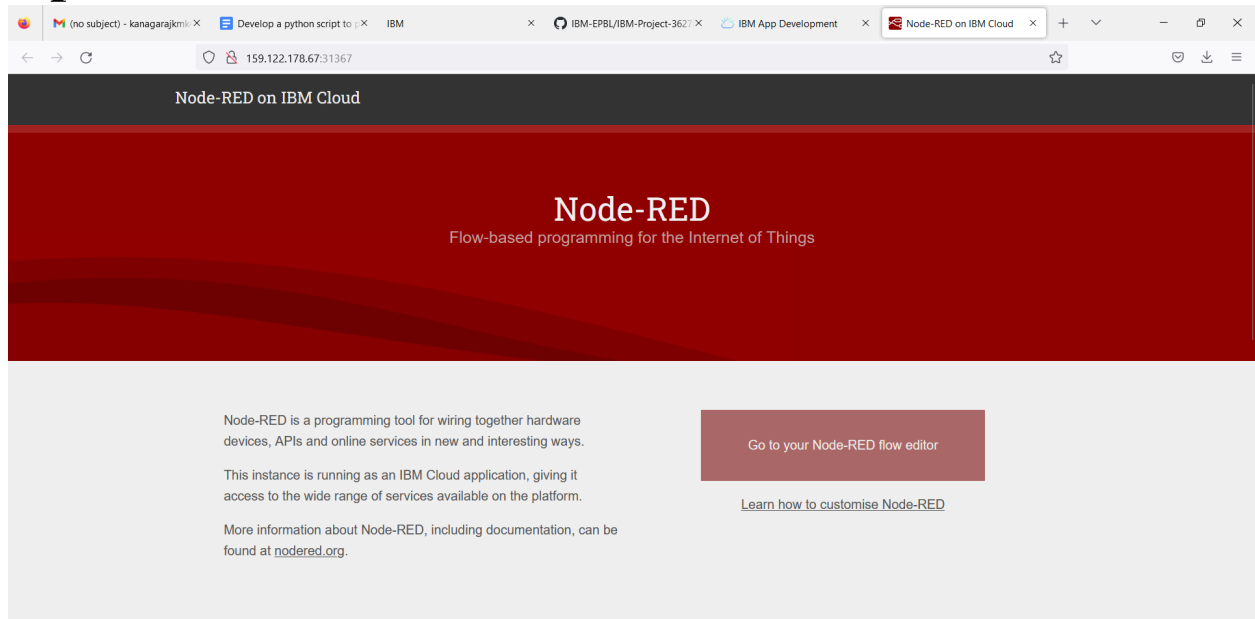 (no subject) - kanagarajkmk
Develop a python script to p
IBM
IBM-EPBL/IBM-Project-3627
IBM App Development
Node-RED on IBM Cloud
159.122.178.67:31367
Node-RED on IBM Cloud
Node-RED
Flow-based programming for the Internet of Things
Node-RED is a programming tool for wiring together hardware
devices, APIs and online services in new and interesting ways.
This instance is running as an IBM Cloud application, giving it
access to the wide range of services available on the platform.
More information about Node-RED, including documentation, can be
found at nodered.org.
Go to your Node-RED flow editor
Learn how to customise Node-RED